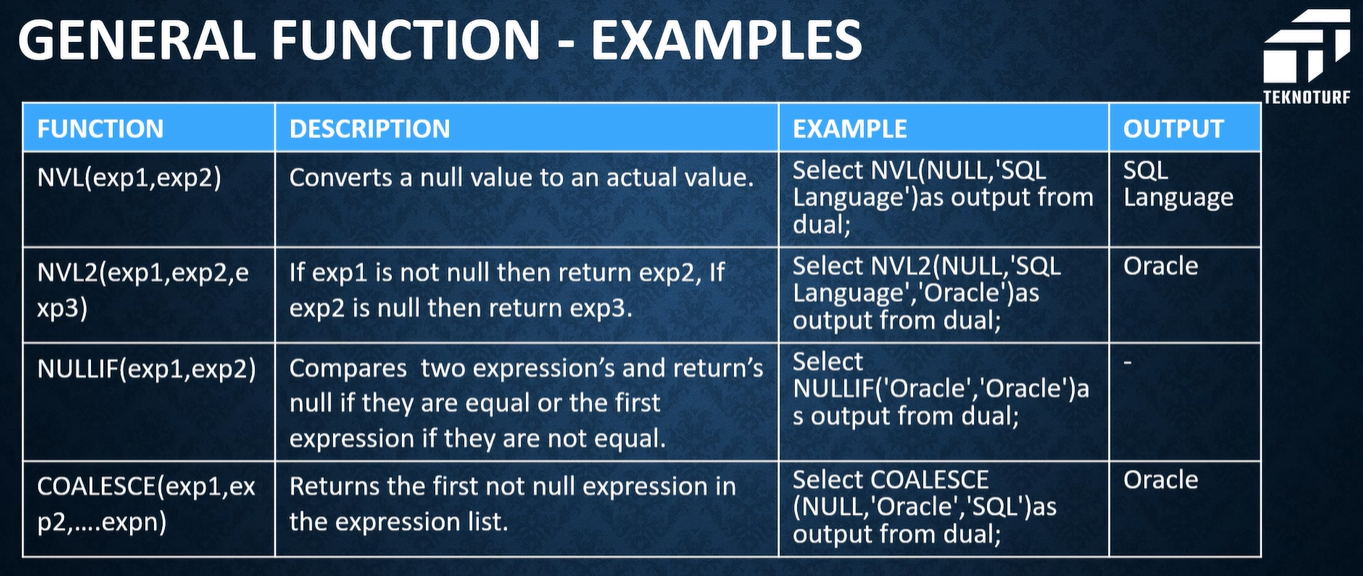 GENERAL FUNCTION - EXAMPLES
TEKNOTURF
FUNCTION
DESCRIPTION
EXAMPLE
OUTPUT
NVL(exp1,exp2)
Converts a null value to an actual value.
Select NVL(NULL,'SQL
Language')as output from
dual;
SQL
Language
NVL2(exp1,exp2,e
xp3)
If exp1 is not null then return exp2, If
exp2 is null then return exp3.
Select NVL2(NULL,'SQL
Language','Oracle')as
output from dual;
Oracle
NULLIF(exp1,exp2)
Compares  two expression’s and return’s
null if they are equal or the first
expression if they are not equal.
Select
NULLIF('Oracle','Oracle')a
s output from dual;
-
COALESCE(exp1,ex
p2,....expn)
Returns the first not null expression in
the expression list.
Select COALESCE
(NULL,'Oracle','SQL')as
output from dual;
Oracle